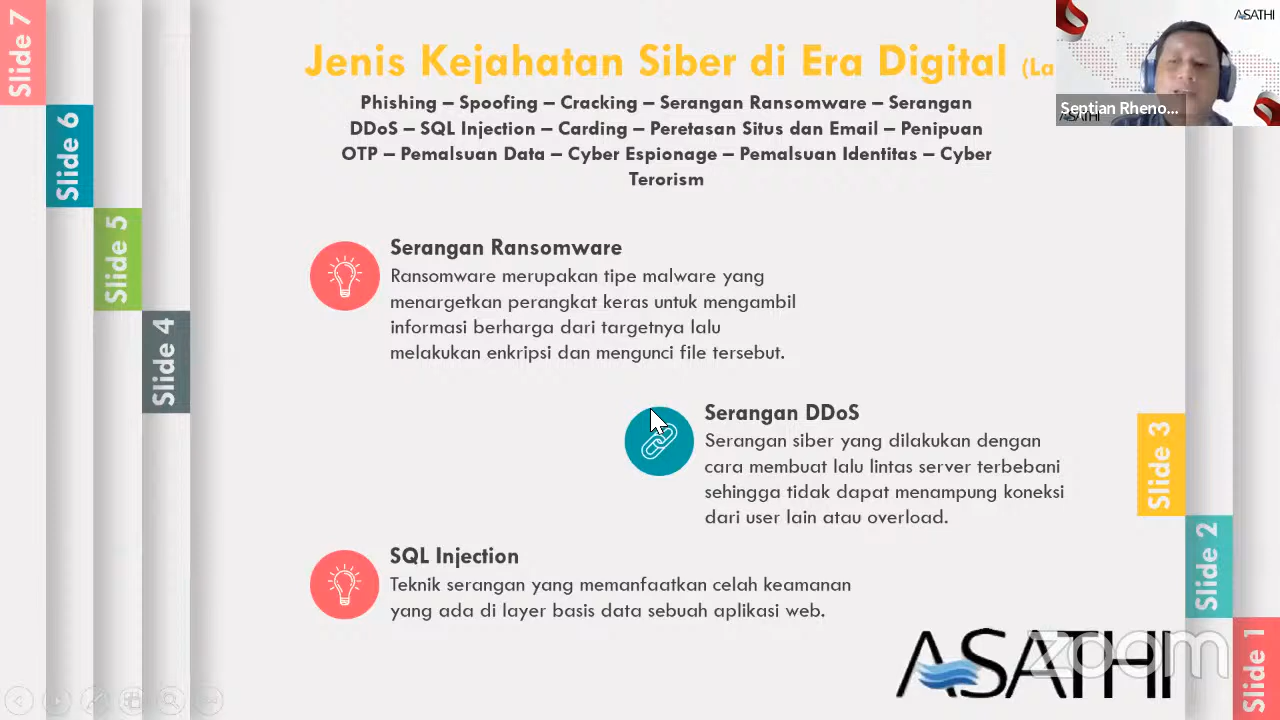 Slide 7
Slide 6
Slide 5
Slide 4
Jenis Kejahatan Siber di Era Digital (La
Phishing – Spoofing – Cracking – Serangan Ransomware – Serangan
DDoS – SQL Injection – Carding – Peretasan Situs dan Email – Penipuan
OTP – Pemalsuan Data – Cyber Espionage – Pemalsuan Identitas – Cyber
Terorism
ASATHI
Septian Rheno...
ASATHI
Serangan Ransomware
Ransomware merupakan tipe malware yang
menargetkan perangkat keras untuk mengambil
informasi berharga dari targetnya lalu
melakukan enkripsi dan mengunci file tersebut.
Serangan DDoS
Serangan siber yang dilakukan dengan
cara membuat lalu lintas server terbebani
sehingga tidak dapat menampung koneksi
dari user lain atau overload.
SQL Injection
Teknik serangan yang memanfaatkan celah keamanan
yang ada di layer basis data sebuah aplikasi web.
Slide 3
Slide 2
Slide 1
ASATHI
zoom